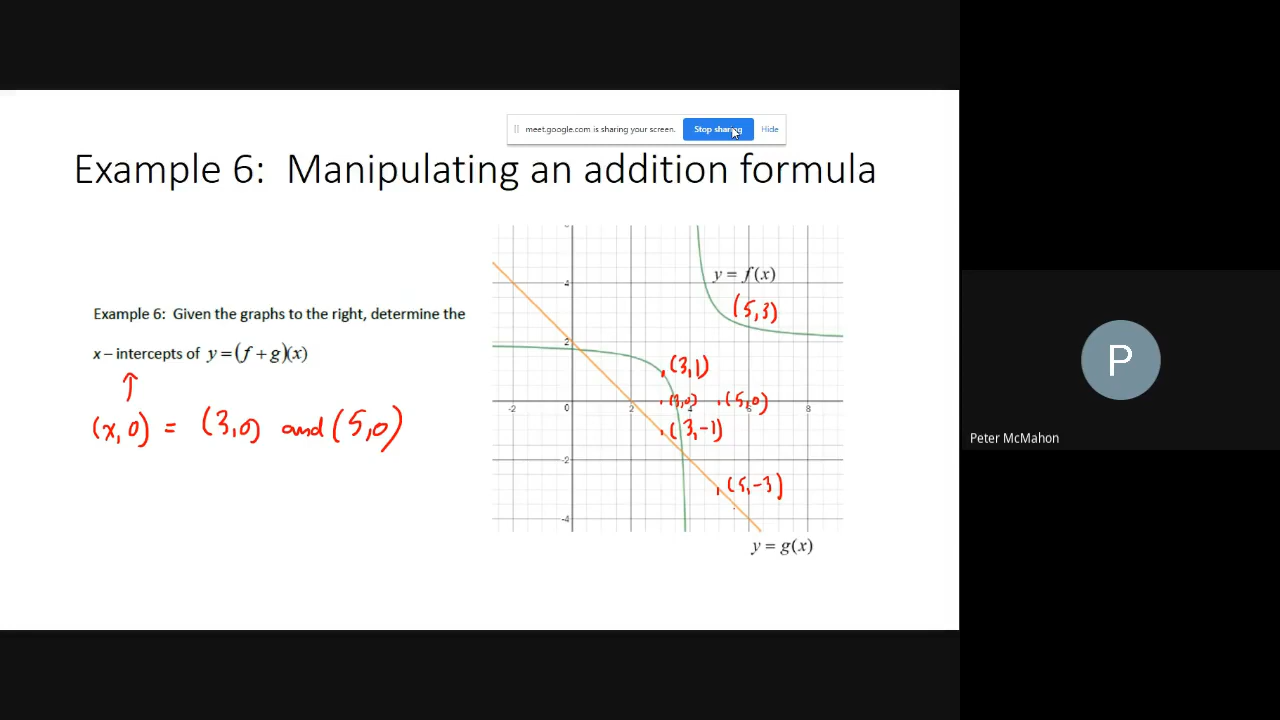 meet.google.com is sharing your screen. Stop sharing Hide
Example 6: Manipulating an addition formula
Example 6: Given the graphs to the right, determine the
x – intercepts of y = (f + g)(x)
(x, 0) = (3, 0) and (5, 0)
y = f(x)
(5, 3)
(3, 1)
(3, 0) (5, 0)
(3, -1)
(5, -3)
y = g(x)
4
2
-2 0 2 4 6 8
-2
-4
P
Peter McMahon